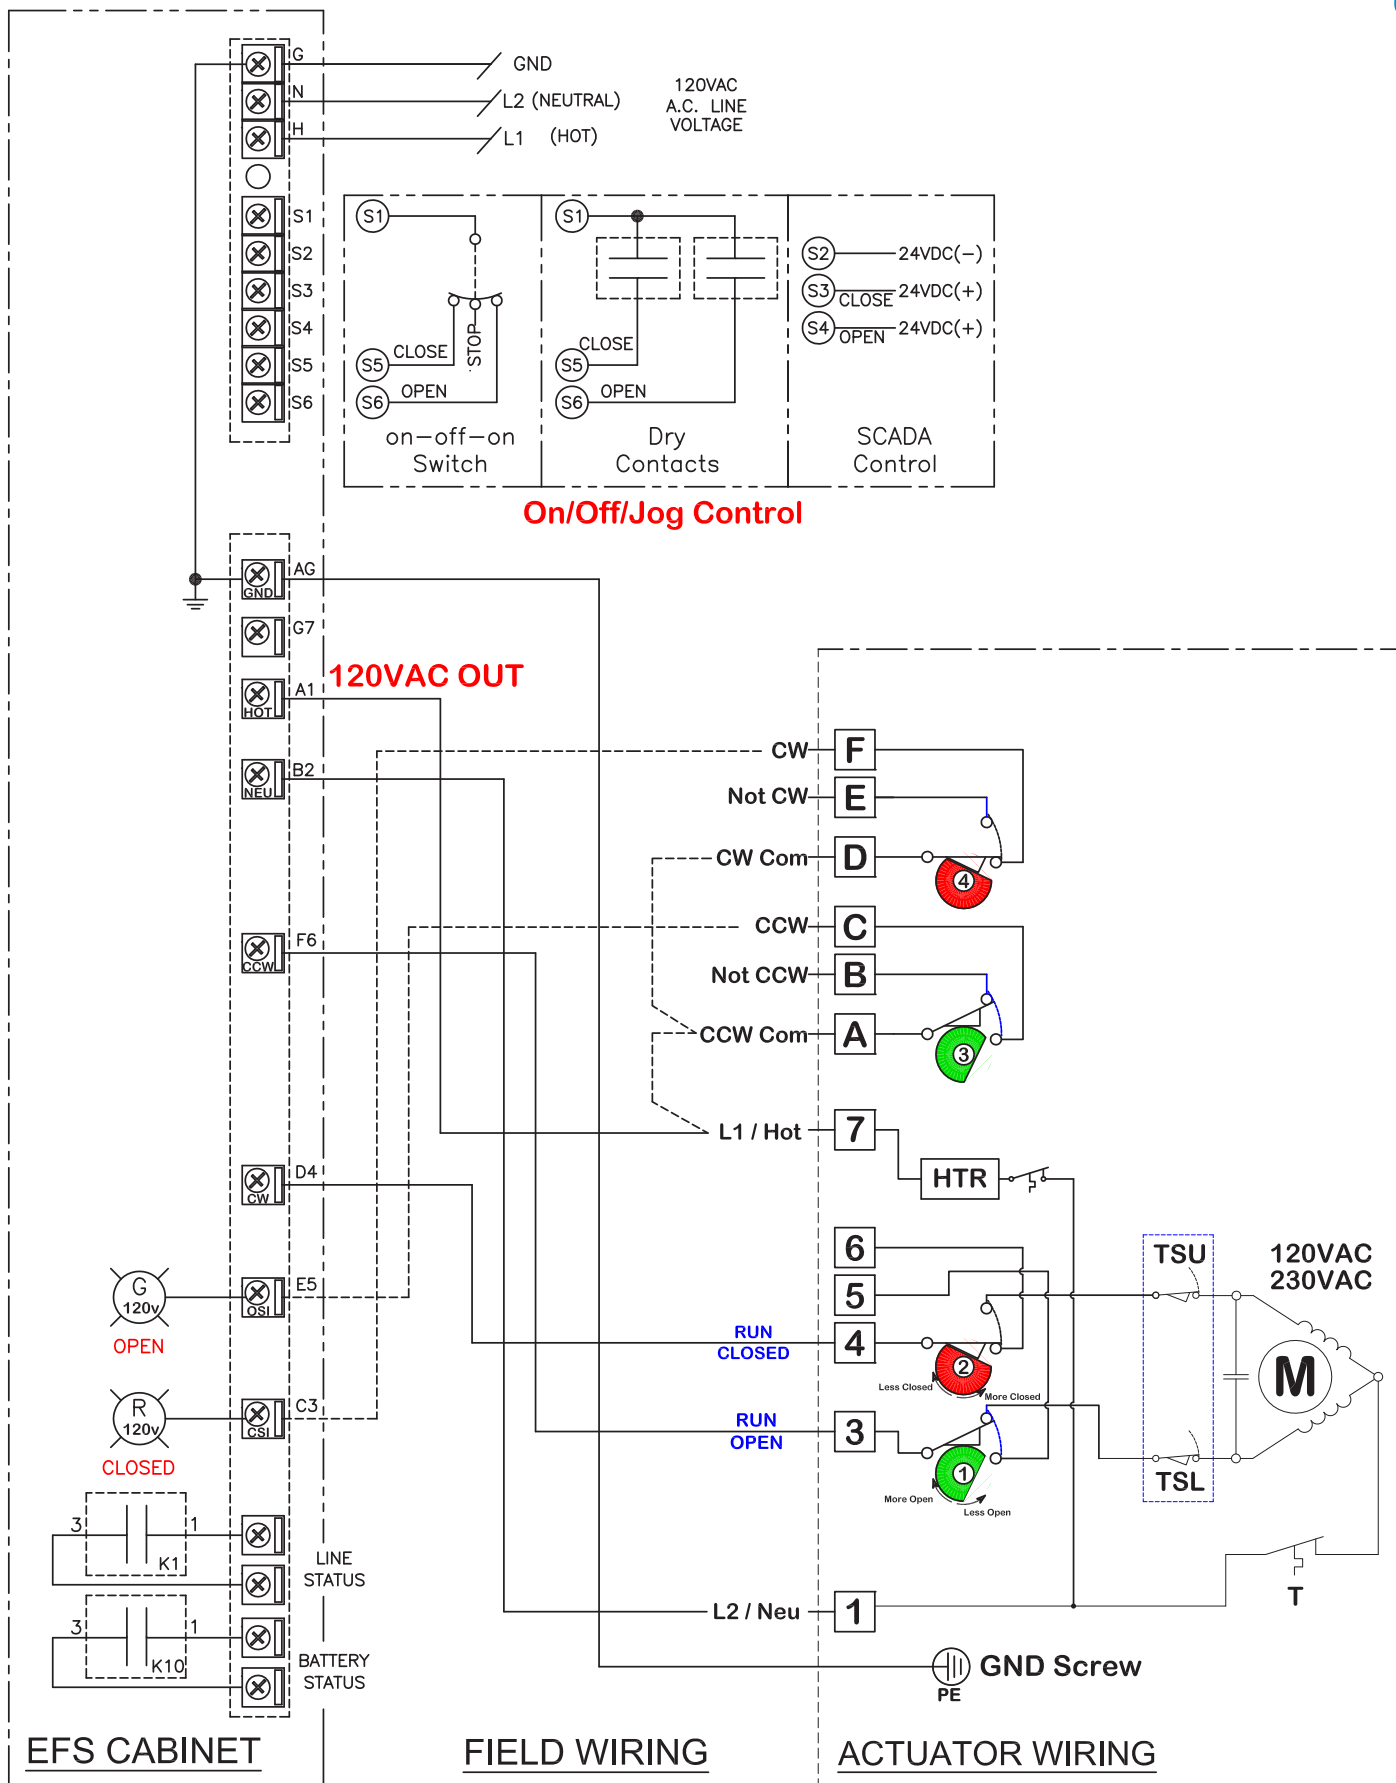 G
GND
N
L2 (NEUTRAL)
H
L1 (HOT)
120VAC
A.C. LINE
VOLTAGE
S1
S2
S3
S4
S5
S6
S1
S5
CLOSE
STOP
S6
OPEN
on-off-on
Switch
S1
CLOSE
S5
S6
OPEN
Dry
Contacts
S2
24VDC(-)
S3
CLOSE
24VDC(+)
S4
OPEN
24VDC(+)
SCADA
Control
On/Off/Jog Control
AG
GND
G7
120VAC OUT
A1
HOT
B2
NEU
F6
CCW
D4
CW
E5
OSI
G
120v
OPEN
C3
CSI
R
120v
CLOSED
3
1
K1
LINE
STATUS
3
1
K10
BATTERY
STATUS
CW
F
Not CW
E
CW Com
D
4
CCW
C
Not CCW
B
CCW Com
A
3
L1 / Hot
7
HTR
6
5
RUN
CLOSED
4
2
Less Closed
More Closed
RUN
OPEN
3
1
More Open
Less Open
TSU
TSL
120VAC
230VAC
M
T
L2 / Neu
1
GND Screw
PE
EFS CABINET
FIELD WIRING
ACTUATOR WIRING